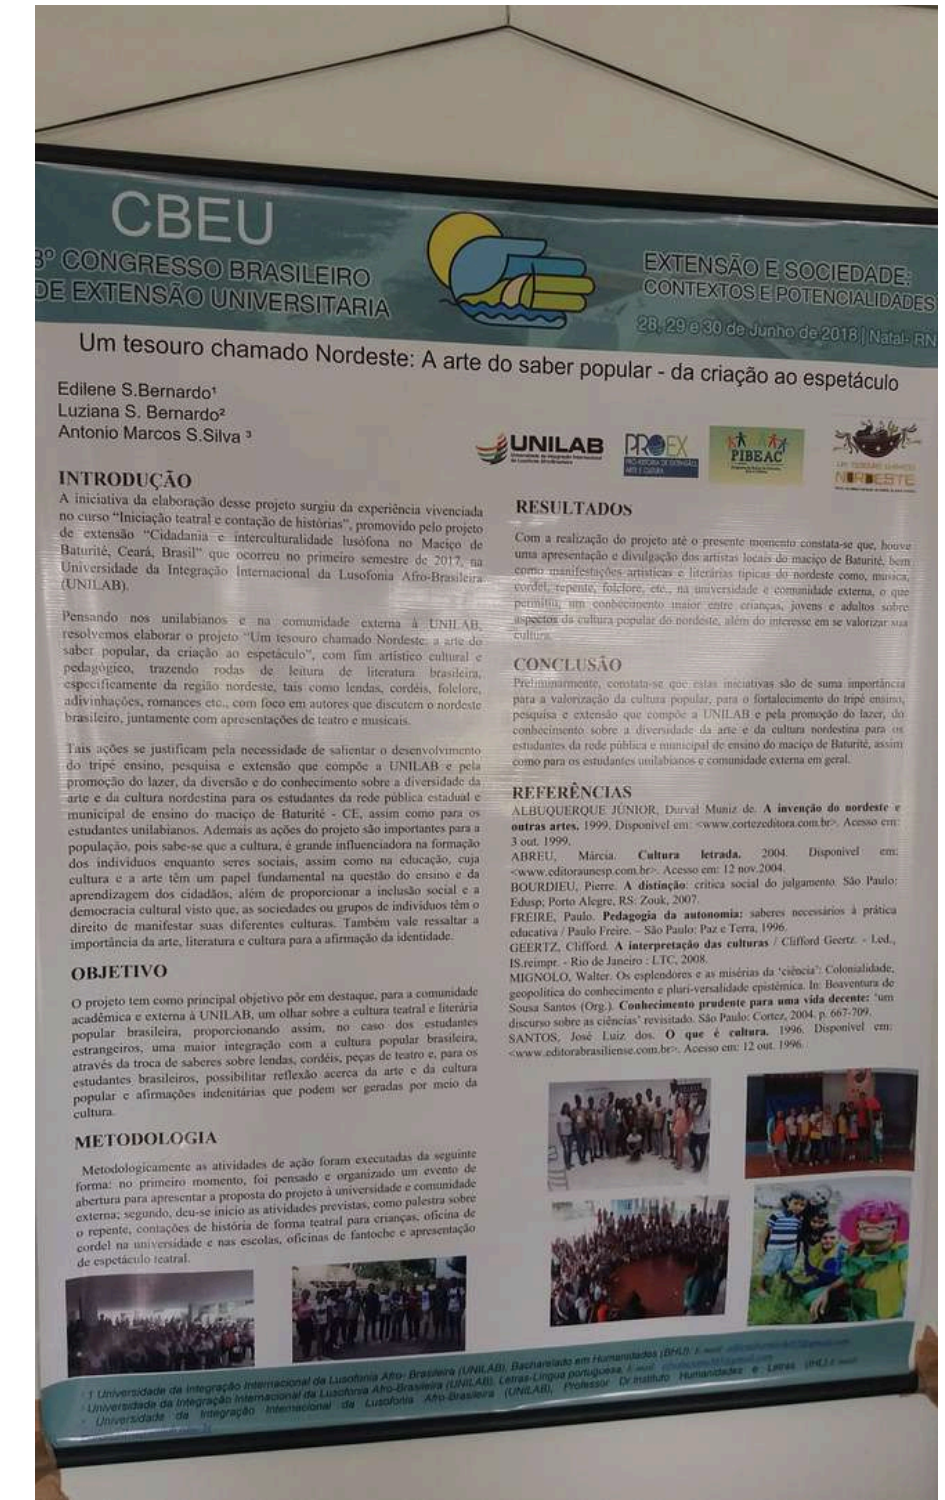 CBEU
8º CONGRESSO BRASILEIRO
DE EXTENSÃO UNIVERSITARIA
EXTENSÃO E SOCIEDADE:
CONTEXTOS E POTENCIALIDADES
28, 29 e 30 de Junho de 2018 | Natal- RN
Um tesouro chamado Nordeste: A arte do saber popular - da criação ao espetáculo
Edilene S.Bernardo¹
Luziana S. Bernardo²
Antonio Marcos S.Silva ³
UNILAB
Universidade da Integração Internacional
da Lusofonia Afro-Brasileira
PROEX
PRÓ-REITORIA DE EXTENSÃO,
ARTE E CULTURA
PIBEAC
UM TESOURO CHAMADO
NORDESTE
INTRODUÇÃO
A iniciativa da elaboração desse projeto surgiu da experiência vivenciada
no curso “Iniciação teatral e contação de histórias”, promovido pelo projeto
de extensão “Cidadania e interculturalidade lusófona no Maciço de
Baturité, Ceará, Brasil” que ocorreu no primeiro semestre de 2017, na
Universidade da Integração Internacional da Lusofonia Afro-Brasileira
(UNILAB).
Pensando nos unilabianos e na comunidade externa à UNILAB,
resolvemos elaborar o projeto “Um tesouro chamado Nordeste: a arte do
saber popular, da criação ao espetáculo”, com fim artístico cultural e
pedagógico, trazendo rodas de leitura de literatura brasileira,
especificamente da região nordeste, tais como lendas, cordéis, folclore,
adivinhações, romances etc., com foco em autores que discutem o nordeste
brasileiro, juntamente com apresentações de teatro e musicais.
Tais ações se justificam pela necessidade de salientar o desenvolvimento
do tripé ensino, pesquisa e extensão que compõe a UNILAB e pela
promoção do lazer, da diversão e do conhecimento sobre a diversidade da
arte e da cultura nordestina para os estudantes da rede pública estadual e
municipal de ensino do maciço de Baturité - CE, assim como para os
estudantes unilabianos. Ademais as ações do projeto são importantes para a
população, pois sabe-se que a cultura, é grande influenciadora na formação
dos indivíduos enquanto seres sociais, assim como na educação, cuja
cultura e a arte têm um papel fundamental na questão do ensino e da
aprendizagem dos cidadãos, além de proporcionar a inclusão social e a
democracia cultural visto que, as sociedades ou grupos de indivíduos têm o
direito de manifestar suas diferentes culturas. Também vale ressaltar a
importância da arte, literatura e cultura para a afirmação da identidade.
OBJETIVO
O projeto tem como principal objetivo pôr em destaque, para a comunidade
acadêmica e externa à UNILAB, um olhar sobre a cultura teatral e literária
popular brasileira, proporcionando assim, no caso dos estudantes
estrangeiros, uma maior integração com a cultura popular brasileira,
através da troca de saberes sobre lendas, cordéis, peças de teatro e, para os
estudantes brasileiros, possibilitar reflexão acerca da arte e da cultura
popular e afirmações indenitárias que podem ser geradas por meio da
cultura.
METODOLOGIA
Metodologicamente as atividades de ação foram executadas da seguinte
forma: no primeiro momento, foi pensado e organizado um evento de
abertura para apresentar a proposta do projeto à universidade e comunidade
externa; segundo, deu-se início as atividades previstas, como palestra sobre
o repente, contações de história de forma teatral para crianças, oficina de
cordel na universidade e nas escolas, oficinas de fantoche e apresentação
de espetáculo teatral.
RESULTADOS
Com a realização do projeto até o presente momento constata-se que, houve
uma apresentação e divulgação dos artistas locais do maciço de Baturité, bem
como manifestações artísticas e literárias típicas do nordeste como, musica,
cordel, repente, folclore, etc., na universidade e comunidade externa, o que
permitiu, um conhecimento maior entre crianças, jovens e adultos sobre
aspectos da cultura popular do nordeste, além do interesse em se valorizar sua
cultura.
CONCLUSÃO
Preliminarmente, constata-se que estas iniciativas são de suma importância
para a valorização da cultura popular, para o fortalecimento do tripé ensino,
pesquisa e extensão que compõe a UNILAB e pela promoção do lazer, do
conhecimento sobre a diversidade da arte e da cultura nordestina para os
estudantes da rede pública e municipal de ensino do maciço de Baturité, assim
como para os estudantes unilabianos e comunidade externa em geral.
REFERÊNCIAS
ALBUQUERQUE JÚNIOR, Durval Muniz de. A invenção do nordeste e
outras artes. 1999. Disponível em: <www.cortezeditora.com.br>. Acesso em:
3 out. 1999.
ABREU, Márcia. Cultura letrada. 2004. Disponível em:
<www.editoraunesp.com.br>. Acesso em: 12 nov.2004.
BOURDIEU, Pierre. A distinção: critica social do julgamento. São Paulo:
Edusp; Porto Alegre, RS: Zouk, 2007.
FREIRE, Paulo. Pedagogia da autonomia: saberes necessários à prática
educativa / Paulo Freire. – São Paulo: Paz e Terra, 1996.
GEERTZ, Clifford. A interpretação das culturas / Clifford Geertz. - I.ed.,
IS.reimpr. - Rio de Janeiro : LTC, 2008.
MIGNOLO, Walter. Os esplendores e as misérias da ‘ciência’: Colonialidade,
geopolítica do conhecimento e pluri-versalidade epistêmica. In: Boaventura de
Sousa Santos (Org.). Conhecimento prudente para uma vida decente: ‘um
discurso sobre as ciências’ revisitado. São Paulo: Cortez, 2004. p. 667-709.
SANTOS, José Luiz dos. O que é cultura. 1996. Disponível em:
<www.editorabrasiliense.com.br>. Acesso em: 12 out. 1996.
1 Universidade da Integração Internacional da Lusofonia Afro- Brasileira (UNILAB), Bacharelado em Humanidades (BHU).
Universidade da Integração Internacional da Lusofonia Afro-Brasileira (UNILAB), Letras-Língua portuguesa,
Universidade da Integração Internacional da Lusofonia Afro-Brasileira (UNILAB), Professor Dr.Instituto Humanidades e Letras (IHL)